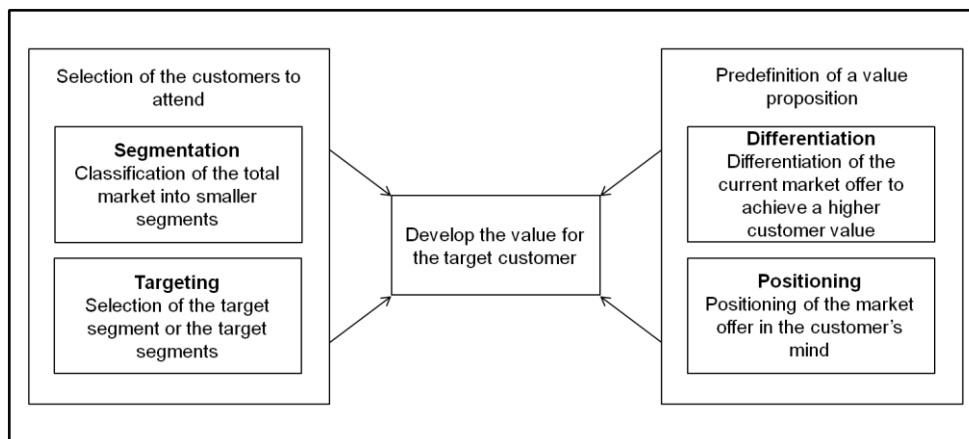 Selection of the customers to
attend
Segmentation
Classification of the total
market into smaller
segments
Targeting
Selection of the target
segment or the target
segments
Develop the value for
the target customer
Predefinition of a value
proposition
Differentiation
Differentiation of the
current market offer to
achieve a higher
customer value
Positioning
Positioning of the market
offer in the customer’s
mind